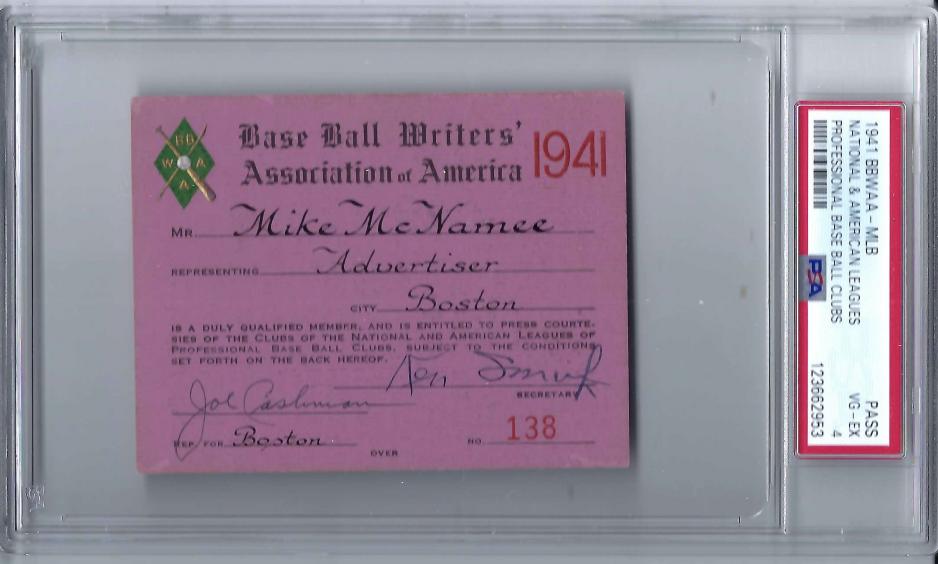 BB
W A
A
Base Ball Writers'
Association of America
1941
MR. Mike McNamee
REPRESENTING Advertiser
CITY Boston
IS A DULY QUALIFIED MEMBER, AND IS ENTITLED TO PRESS COURTE-
SIES OF THE CLUBS OF THE NATIONAL AND AMERICAN LEAGUES OF
PROFESSIONAL BASE BALL CLUBS, SUBJECT TO THE CONDITIONS
SET FORTH ON THE BACK HEREOF.
Ken Smith
SECRETARY
Joe Cashman
REP. FOR Boston
NO. 138
OVER
1941 BBWAA - MLB PASS
NATIONAL & AMERICAN LEAGUES VG - EX
PROFESSIONAL BASE BALL CLUBS 4
PSA 1236662953